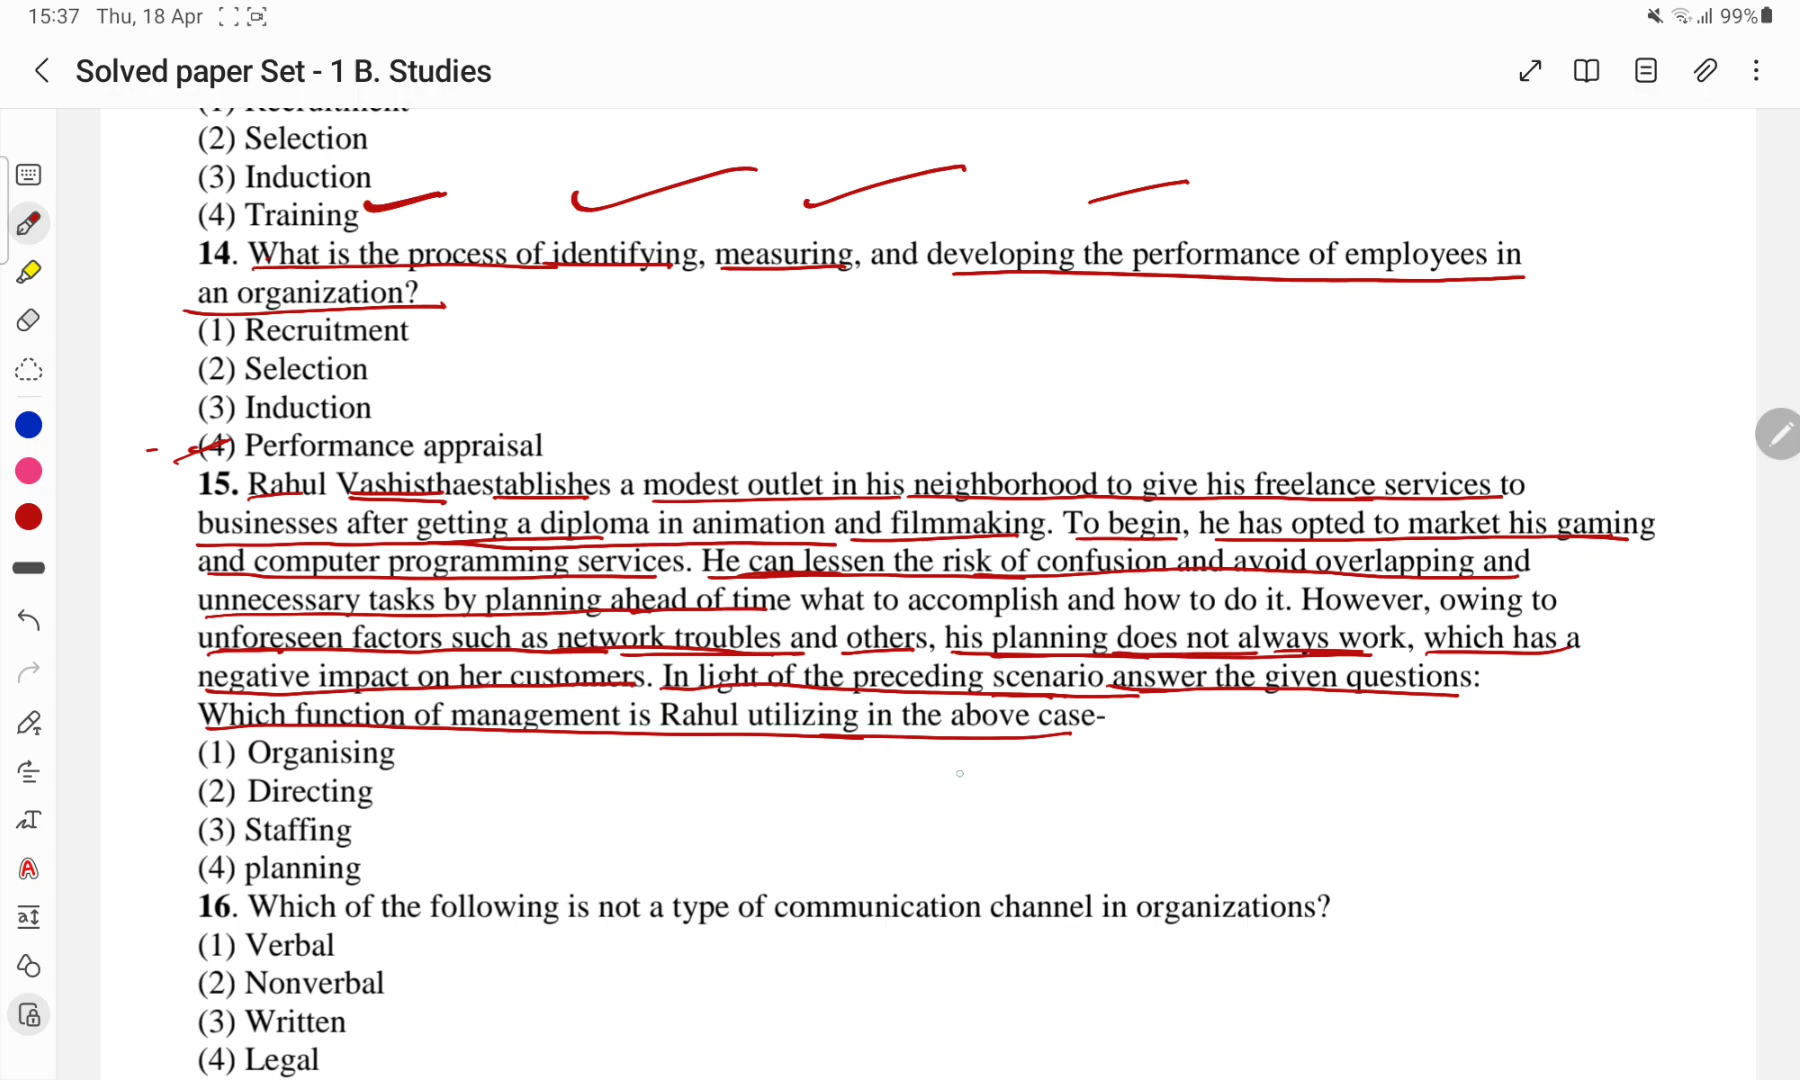 15:37 Thu, 18 Apr 99%
Solved paper Set - 1 B. Studies
(1) Recruitment
(2) Selection
(3) Induction
(4) Training
14. What is the process of identifying, measuring, and developing the performance of employees in
an organization?
(1) Recruitment
(2) Selection
(3) Induction
(4) Performance appraisal
15. Rahul Vashisthaestablishes a modest outlet in his neighborhood to give his freelance services to
businesses after getting a diploma in animation and filmmaking. To begin, he has opted to market his gaming
and computer programming services. He can lessen the risk of confusion and avoid overlapping and
unnecessary tasks by planning ahead of time what to accomplish and how to do it. However, owing to
unforeseen factors such as network troubles and others, his planning does not always work, which has a
negative impact on her customers. In light of the preceding scenario answer the given questions:
Which function of management is Rahul utilizing in the above case-
(1) Organising
(2) Directing
(3) Staffing
(4) planning
16. Which of the following is not a type of communication channel in organizations?
(1) Verbal
(2) Nonverbal
(3) Written
(4) Legal